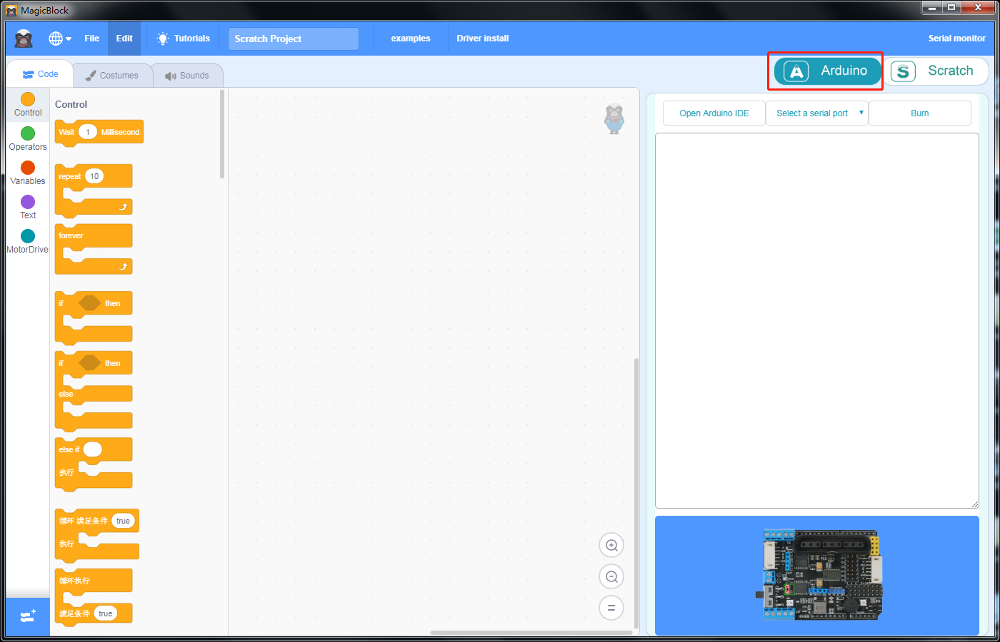 MagicBlock
File
Edit
Tutorials
Scratch Project
examples
Driver install
Serial monitor
Code
Costumes
Sounds
A Arduino
S Scratch
Control
Operators
Variables
Text
MotorDrive
Control
Wait 1 Millisecond
repeat 10
forever
if then
if then
else
else if
执行
循环 满足条件 true
执行
循环执行
满足条件 true
Open Arduino IDE
Select a serial port
Burn